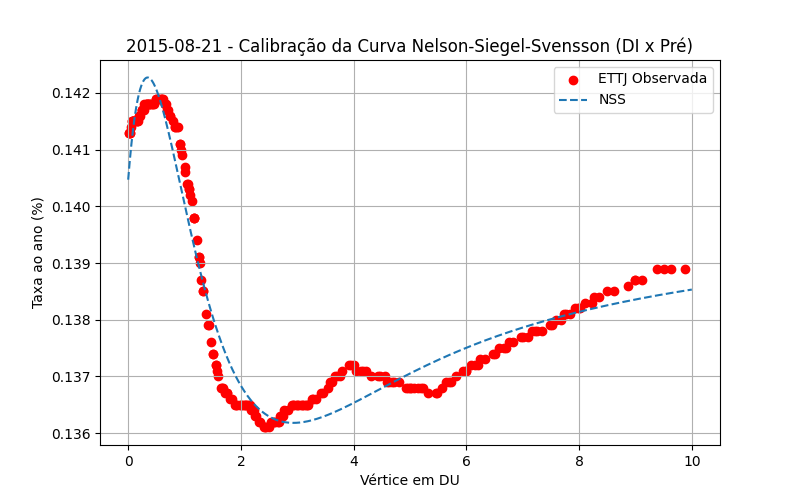 2015-08-21 - Calibração da Curva Nelson-Siegel-Svensson (DI x Pré)
ETTJ Observada
NSS
Taxa ao ano (%)
0.142
0.141
0.140
0.139
0.138
0.137
0.136
0 2 4 6 8 10
Vértice em DU